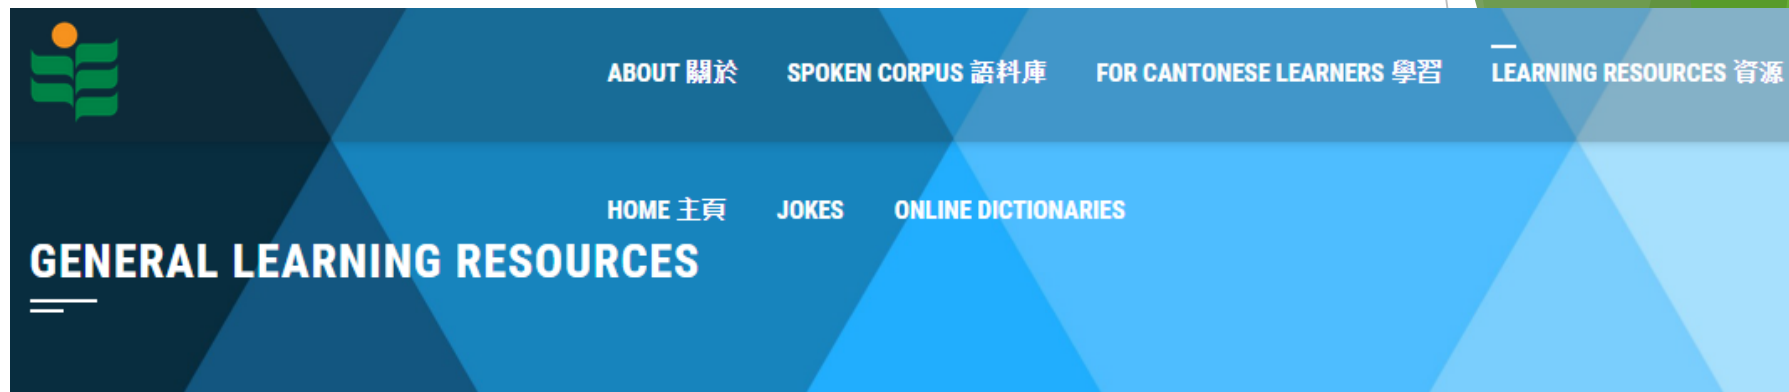 ABOUT 關於 SPOKEN CORPUS 語料庫 FOR CANTONESE LEARNERS 學習 LEARNING RESOURCES 資源
HOME 主頁 JOKES ONLINE DICTIONARIES
GENERAL LEARNING RESOURCES